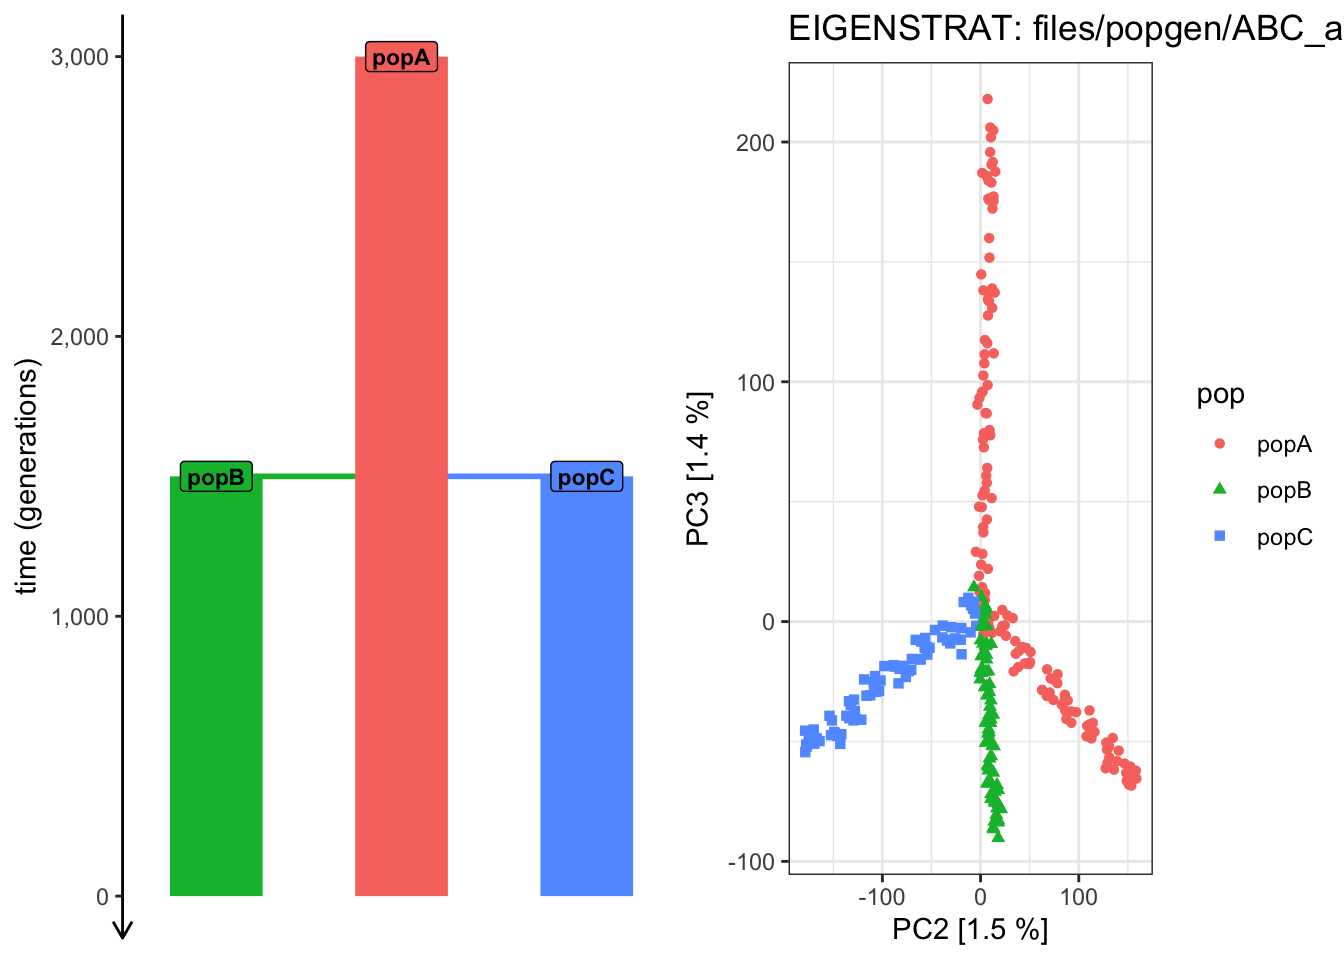 time (generations)
3,000
2,000
1,000
0
popA
popB
popC
EIGENSTRAT: files/popgen/ABC_a
PC3 [1.4 %]
200
100
0
-100
-100
0
100
PC2 [1.5 %]
pop
popA
popB
popC